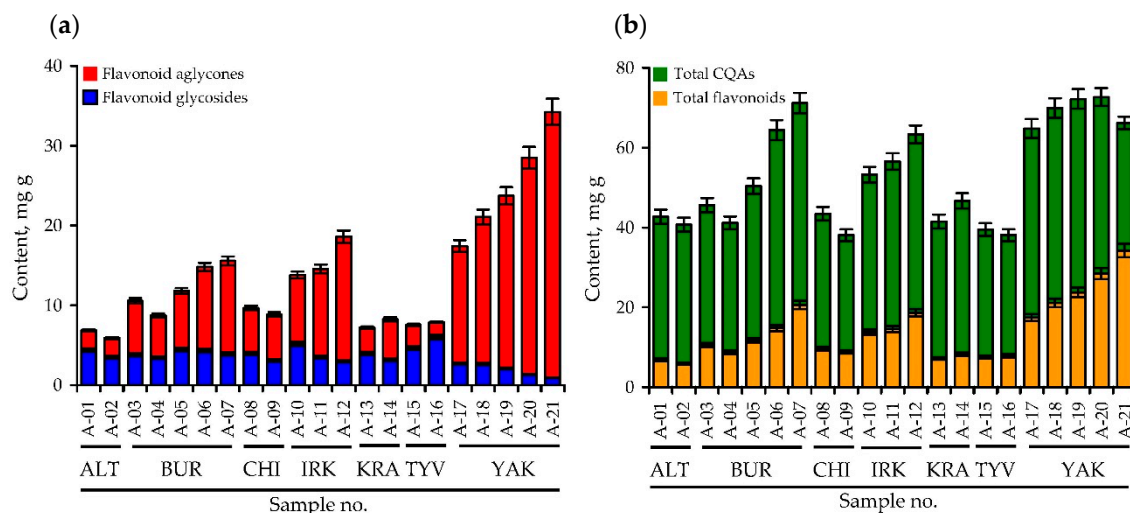 (a)
40
30
20
10
0
Content, mg g
Flavonoid aglycones
Flavonoid glycosides
A-01 A-02 A-03 A-04 A-05 A-06 A-07 A-08 A-09 A-10 A-11 A-12 A-13 A-14 A-15 A-16 A-17 A-18 A-19 A-20 A-21
ALT BUR CHI IRK KRA TYV YAK
Sample no.
(b)
80
60
40
20
0
Content, mg g
Total CQAs
Total flavonoids
A-01 A-02 A-03 A-04 A-05 A-06 A-07 A-08 A-09 A-10 A-11 A-12 A-13 A-14 A-15 A-16 A-17 A-18 A-19 A-20 A-21
ALT BUR CHI IRK KRA TYV YAK
Sample no.